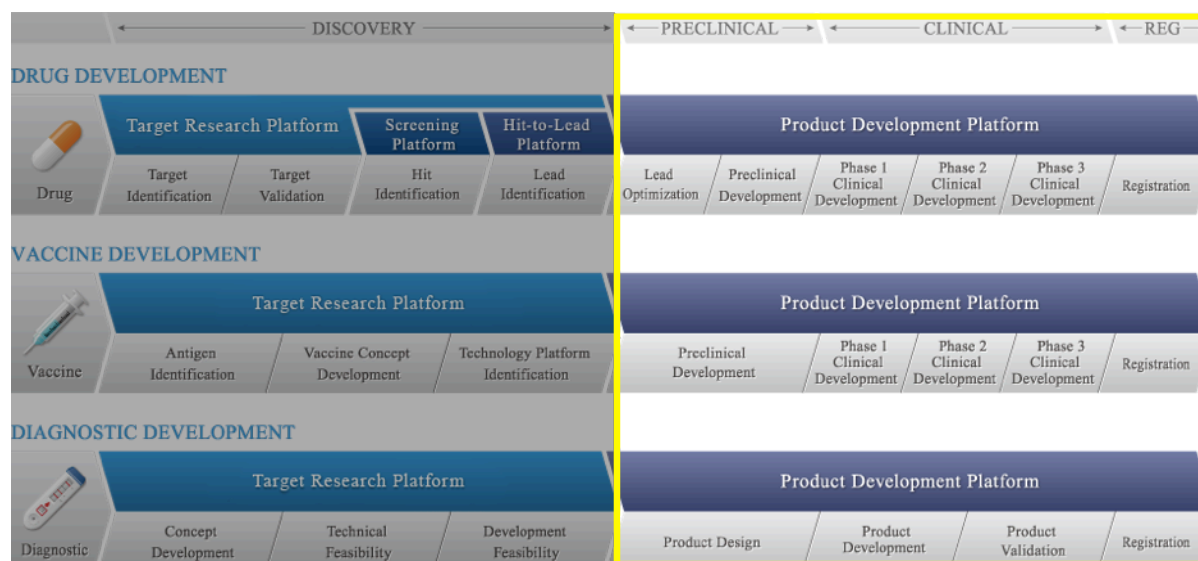 DISCOVERY PRECLINICAL CLINICAL REG
DRUG DEVELOPMENT
Target Research Platform Screening Platform Hit-to-Lead Platform Product Development Platform
Drug
Target Identification
Target Validation
Hit Identification
Lead Identification
Lead Optimization
Preclinical Development
Phase 1 Clinical Development
Phase 2 Clinical Development
Phase 3 Clinical Development
Registration
VACCINE DEVELOPMENT
Target Research Platform Product Development Platform
Vaccine
Antigen Identification
Vaccine Concept Development
Technology Platform Identification
Preclinical Development
Phase 1 Clinical Development
Phase 2 Clinical Development
Phase 3 Clinical Development
Registration
DIAGNOSTIC DEVELOPMENT
Target Research Platform Product Development Platform
Diagnostic
Concept Development
Technical Feasibility
Development Feasibility
Product Design
Product Development
Product Validation
Registration